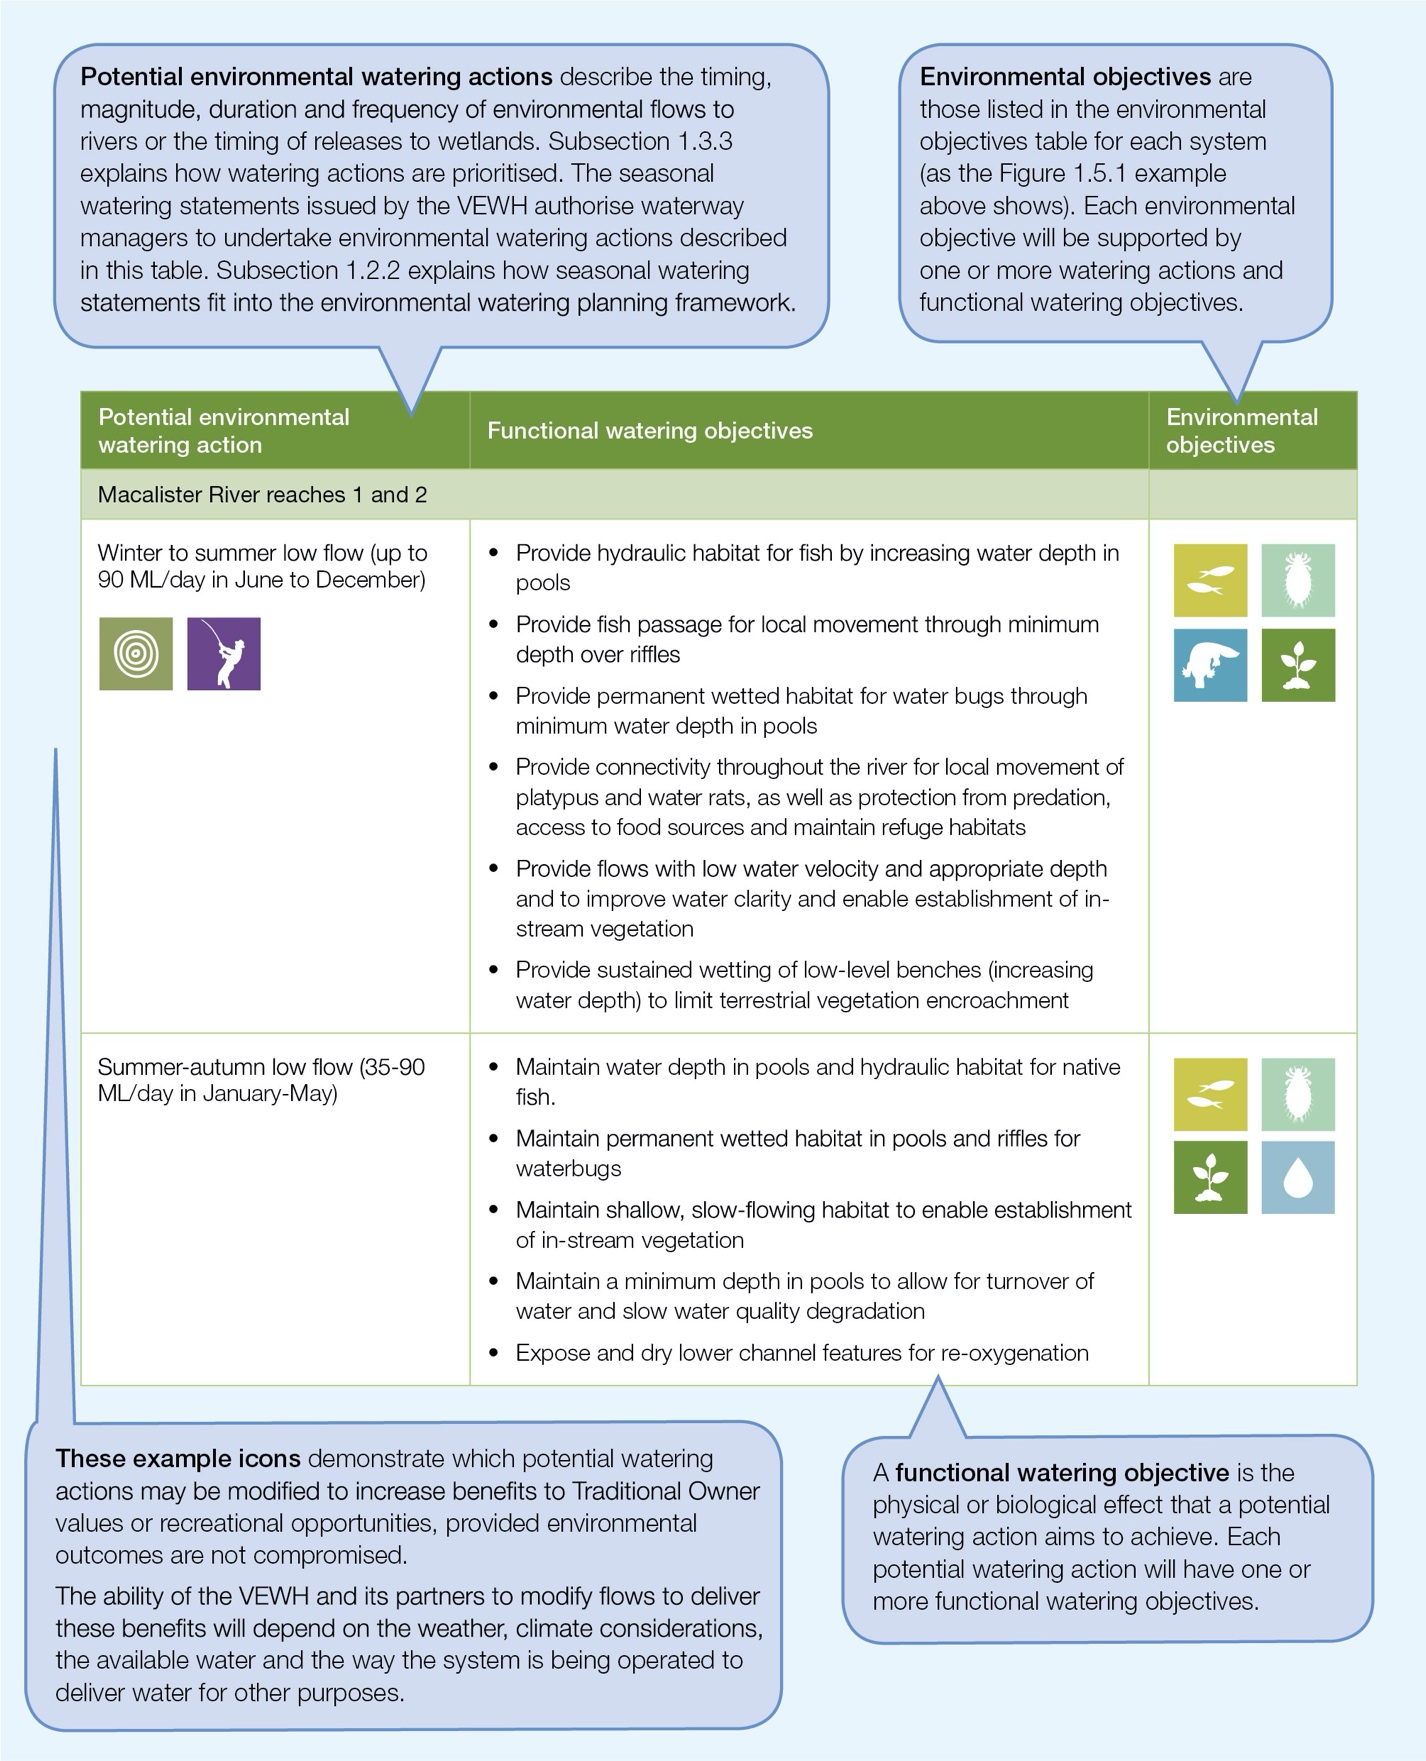 Potential environmental watering actions describe the timing,
magnitude, duration and frequency of environmental flows to
rivers or the timing of releases to wetlands. Subsection 1.3.3
explains how watering actions are prioritised. The seasonal
watering statements issued by the VEWH authorise waterway
managers to undertake environmental watering actions described
in this table. Subsection 1.2.2 explains how seasonal watering
statements fit into the environmental watering planning framework.
Environmental objectives are
those listed in the environmental
objectives table for each system
(as the Figure 1.5.1 example
above shows). Each environmental
objective will be supported by
one or more watering actions and
functional watering objectives.
Potential environmental
watering action
Functional watering objectives
Environmental
objectives
Macalister River reaches 1 and 2
Winter to summer low flow (up to
90 ML/day in June to December)
• Provide hydraulic habitat for fish by increasing water depth in
pools
• Provide fish passage for local movement through minimum
depth over riffles
• Provide permanent wetted habitat for water bugs through
minimum water depth in pools
• Provide connectivity throughout the river for local movement of
platypus and water rats, as well as protection from predation,
access to food sources and maintain refuge habitats
• Provide flows with low water velocity and appropriate depth
and to improve water clarity and enable establishment of in-
stream vegetation
• Provide sustained wetting of low-level benches (increasing
water depth) to limit terrestrial vegetation encroachment
Summer-autumn low flow (35-90
ML/day in January-May)
• Maintain water depth in pools and hydraulic habitat for native
fish.
• Maintain permanent wetted habitat in pools and riffles for
waterbugs
• Maintain shallow, slow-flowing habitat to enable establishment
of in-stream vegetation
• Maintain a minimum depth in pools to allow for turnover of
water and slow water quality degradation
• Expose and dry lower channel features for re-oxygenation
These example icons demonstrate which potential watering
actions may be modified to increase benefits to Traditional Owner
values or recreational opportunities, provided environmental
outcomes are not compromised.
The ability of the VEWH and its partners to modify flows to deliver
these benefits will depend on the weather, climate considerations,
the available water and the way the system is being operated to
deliver water for other purposes.
A functional watering objective is the
physical or biological effect that a potential
watering action aims to achieve. Each
potential watering action will have one or
more functional watering objectives.